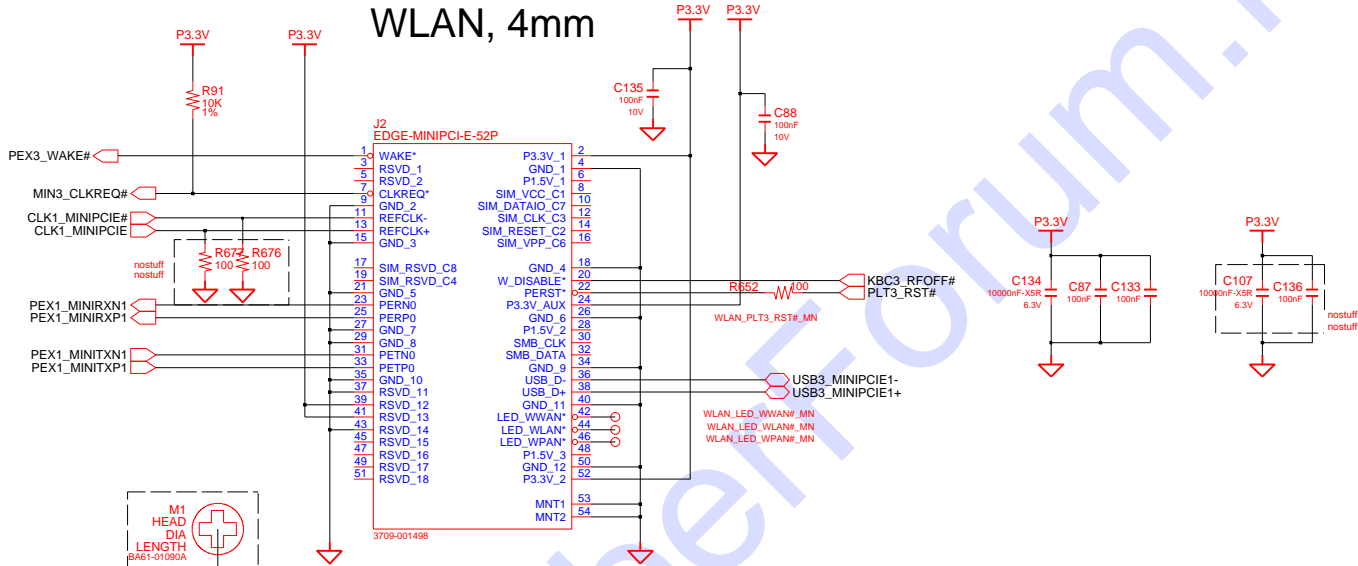 WLAN, 4mm
P3.3V
P3.3V
P3.3V
P3.3V
R91
10K
1%
C135
100nF
10V
C88
100nF
10V
J2
EDGE-MINIPCI-E-52P
PEX3_WAKE#
MIN3_CLKREQ#
CLK1_MINIPCIE#
CLK1_MINIPCIE
R677
100
R676
100
nostuff
nostuff
PEX1_MINIRXN1
PEX1_MINIRXP1
PEX1_MINITXN1
PEX1_MINITXP1
1 WAKE*
3 RSVD_1
5 RSVD_2
7 CLKREQ*
9 GND_2
11 REFCLK-
13 REFCLK+
15 GND_3
17 SIM_RSVD_C8
19 SIM_RSVD_C4
21 GND_5
23 PERN0
25 PERP0
27 GND_7
29 GND_8
31 PETN0
33 PETP0
35 GND_10
37 RSVD_11
39 RSVD_12
41 RSVD_13
43 RSVD_14
45 RSVD_15
47 RSVD_16
49 RSVD_17
51 RSVD_18
P3.3V_1 2
GND_1 4
P1.5V_1 6
SIM_VCC_C1 8
SIM_DATAIO_C7 10
SIM_CLK_C3 12
SIM_RESET_C2 14
SIM_VPP_C6 16
GND_4 18
W_DISABLE* 20
PERST* 22
P3.3V_AUX 24
GND_6 26
P1.5V_2 28
SMB_CLK 30
SMB_DATA 32
GND_9 34
USB_D- 36
USB_D+ 38
GND_11 40
LED_WWAN* 42
LED_WLAN* 44
LED_WPAN* 46
P1.5V_3 48
GND_12 50
P3.3V_2 52
MNT1 53
MNT2 54
3709-001498
KBC3_RFOFF#
R652 100 PLT3_RST#
WLAN_PLT3_RST#_MN
USB3_MINIPCIE1-
USB3_MINIPCIE1+
WLAN_LED_WWAN#_MN
WLAN_LED_WLAN#_MN
WLAN_LED_WPAN#_MN
P3.3V
C134
10000nF-X5R
6.3V
C87
100nF
C133
100nF
P3.3V
C107
10000nF-X5R
6.3V
C136
100nF
nostuff
nostuff
M1
HEAD
DIA
LENGTH
BA61-01090A